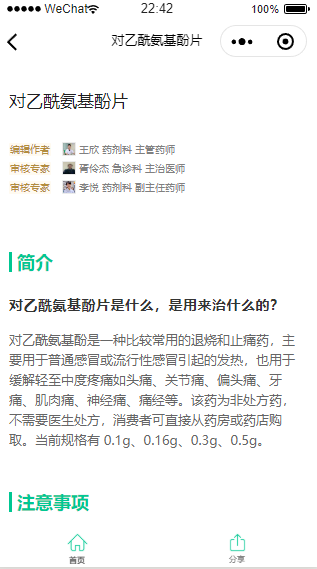 WeChat 22:42 100%
对乙酰氨基酚片
对乙酰氨基酚片
编辑作者 王欣 药剂科 主管药师
审核专家 胥伶杰 急诊科 主治医师
审核专家 李悦 药剂科 副主任药师
简介
对乙酰氨基酚片是什么，是用来治什么的？
对乙酰氨基酚是一种比较常用的退烧和止痛药，主
要用于普通感冒或流行性感冒引起的发热，也用于
缓解轻至中度疼痛如头痛、关节痛、偏头痛、牙
痛、肌肉痛、神经痛、痛经等。该药为非处方药，
不需要医生处方，消费者可直接从药房或药店购
取。当前规格有 0.1g、0.16g、0.3g、0.5g。
注意事项
首页 分享